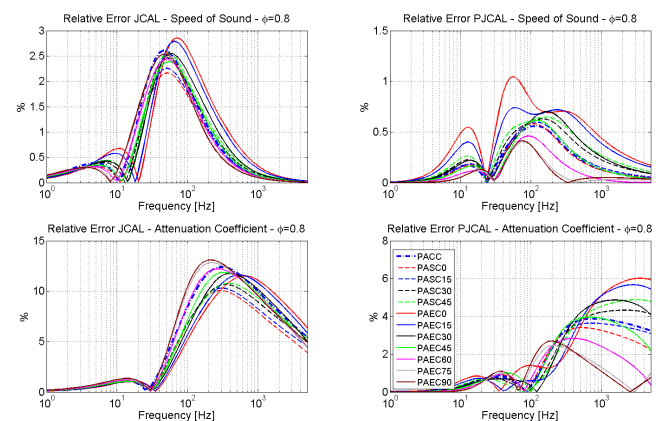 Relative Error JCAL - Speed of Sound - ϕ=0.8
3
2.5
2
1.5
1
0.5
0
%
10^0 10^1 10^2 10^3
Frequency [Hz]
Relative Error PJCAL - Speed of Sound - ϕ=0.8
1.5
1
0.5
0
%
10^0 10^1 10^2 10^3
Frequency [Hz]
Relative Error JCAL - Attenuation Coefficient - ϕ=0.8
15
10
5
0
%
10^0 10^1 10^2 10^3
Frequency [Hz]
Relative Error PJCAL - Attenuation Coefficient - ϕ=0.8
8
6
4
2
0
%
PACC
PASC0
PASC15
PASC30
PASC45
PAEC0
PAEC15
PAEC30
PAEC45
PAEC60
PAEC75
PAEC90
10^0 10^1 10^2 10^3
Frequency [Hz]